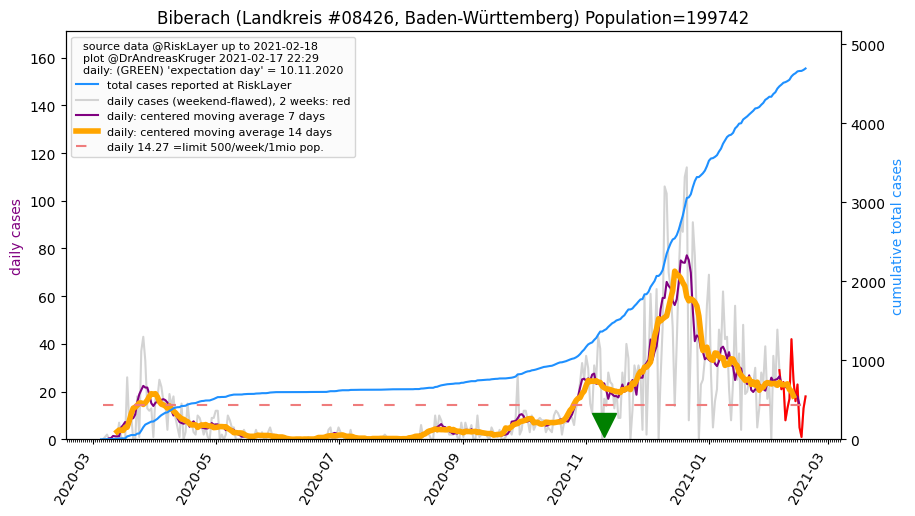 Biberach (Landkreis #08426, Baden-Württemberg) Population=199742
source data @RiskLayer up to 2021-02-18
plot @DrAndreasKruger 2021-02-17 22:29
daily: (GREEN) 'expectation day' = 10.11.2020
total cases reported at RiskLayer
daily cases (weekend-flawed), 2 weeks: red
daily: centered moving average 7 days
daily: centered moving average 14 days
daily 14.27 =limit 500/week/1mio pop.
daily cases
160
140
120
100
80
60
40
20
0
5000
4000
3000
2000
1000
0
cumulative total cases
2020-03
2020-05
2020-07
2020-09
2020-11
2021-01
2021-03